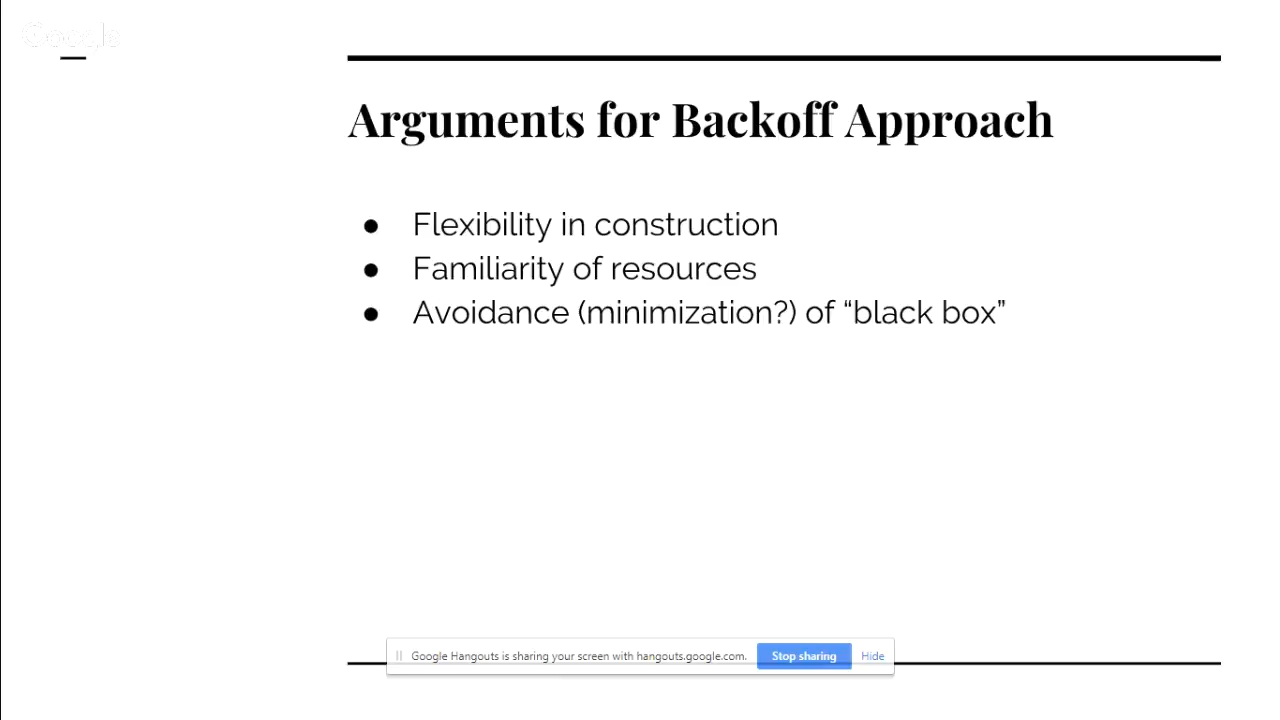 Google
Arguments for Backoff Approach
● Flexibility in construction
● Familiarity of resources
● Avoidance (minimization?) of “black box”
Google Hangouts is sharing your screen with hangouts.google.com.
Stop sharing
Hide